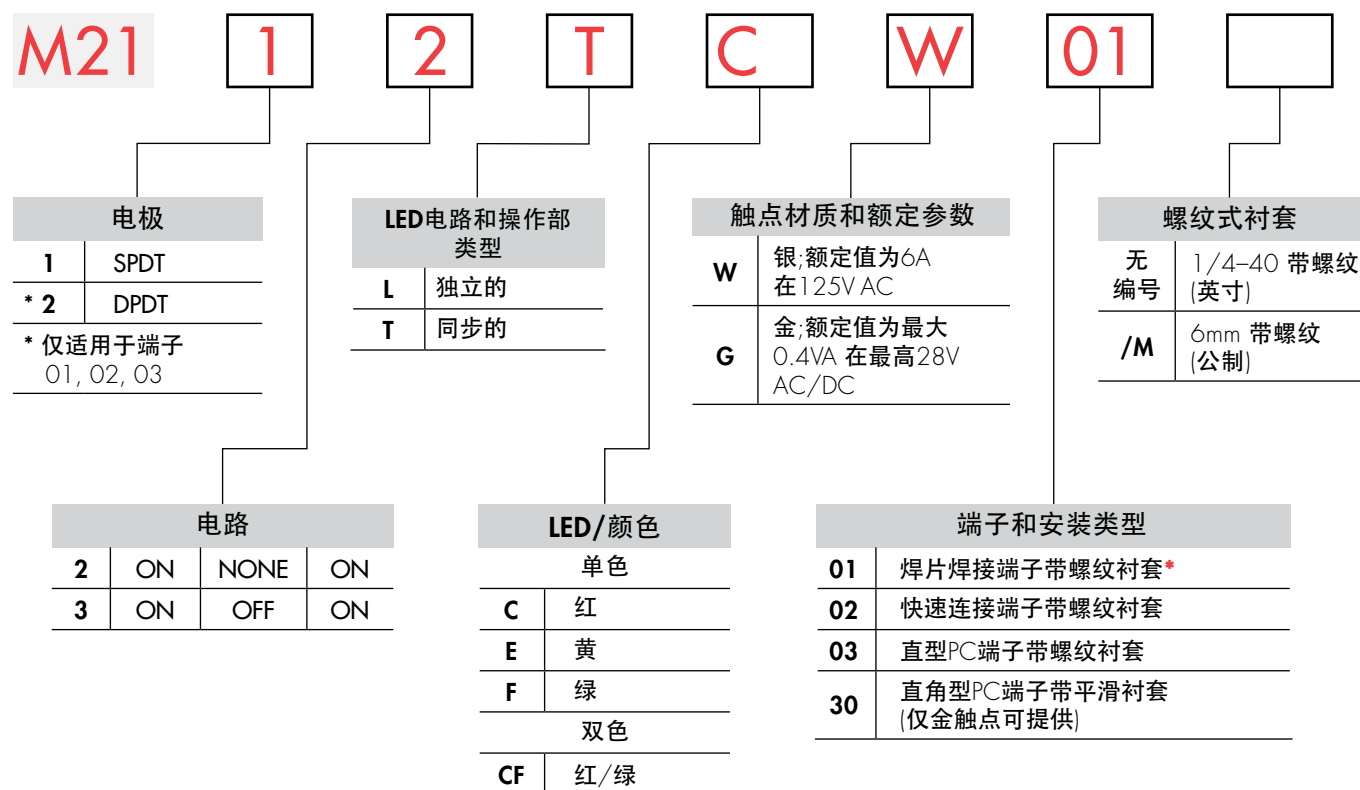 M21 1 2 T C W 01
电极
1 SPDT
* 2 DPDT
* 仅适用于端子
01, 02, 03
LED电路和操作部
类型
L 独立的
T 同步的
触点材质和额定参数
W 银;额定值为6A
在125V AC
G 金;额定值为最大
0.4VA 在最高28V
AC/DC
螺纹式衬套
无
编号 1/4–40 带螺纹
(英寸)
/M 6mm 带螺纹
(公制)
电路
2 ON NONE ON
3 ON OFF ON
LED/颜色
单色
C 红
E 黄
F 绿
双色
CF 红/绿
端子和安装类型
01 焊片焊接端子带螺纹衬套*
02 快速连接端子带螺纹衬套
03 直型PC端子带螺纹衬套
30 直角型PC端子带平滑衬套
(仅金触点可提供)